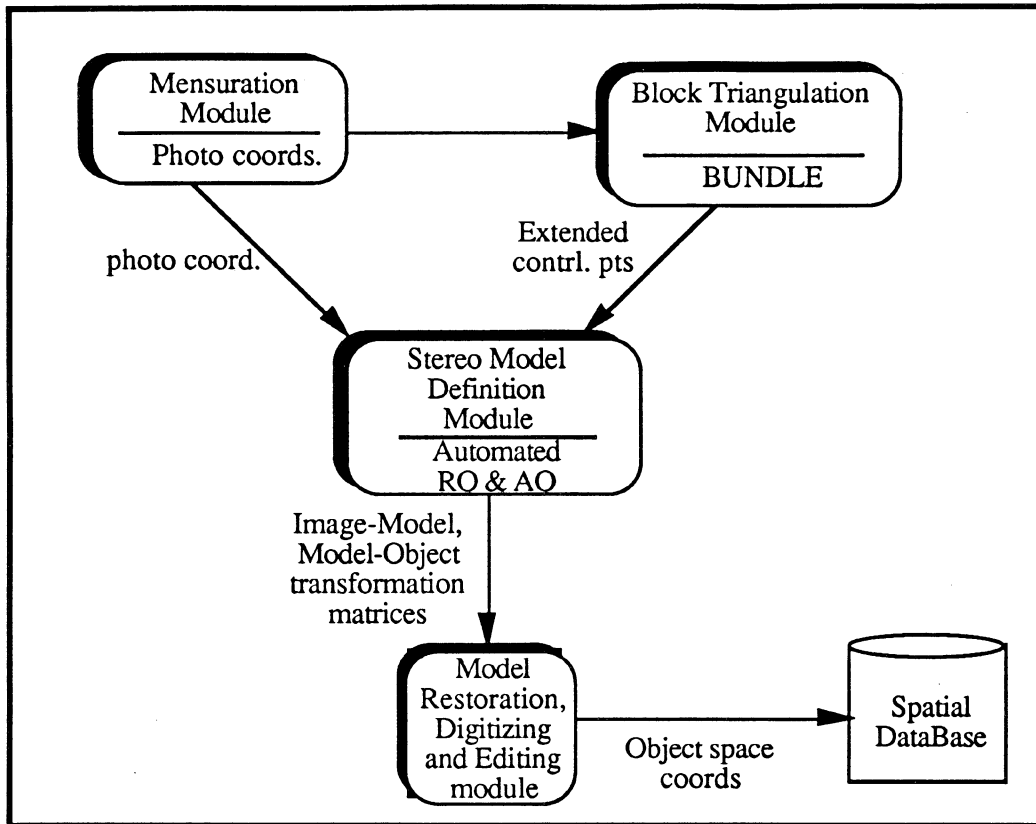 Mensuration
Module
Photo coords.
Block Triangulation
Module
BUNDLE
photo coord.
Extended
contrl. pts
Stereo Model
Definition
Module
Automated
RO & AO
Image-Model,
Model-Object
transformation
matrices
Model
Restoration,
Digitizing
and Editing
module
Object space
coords
Spatial
DataBase